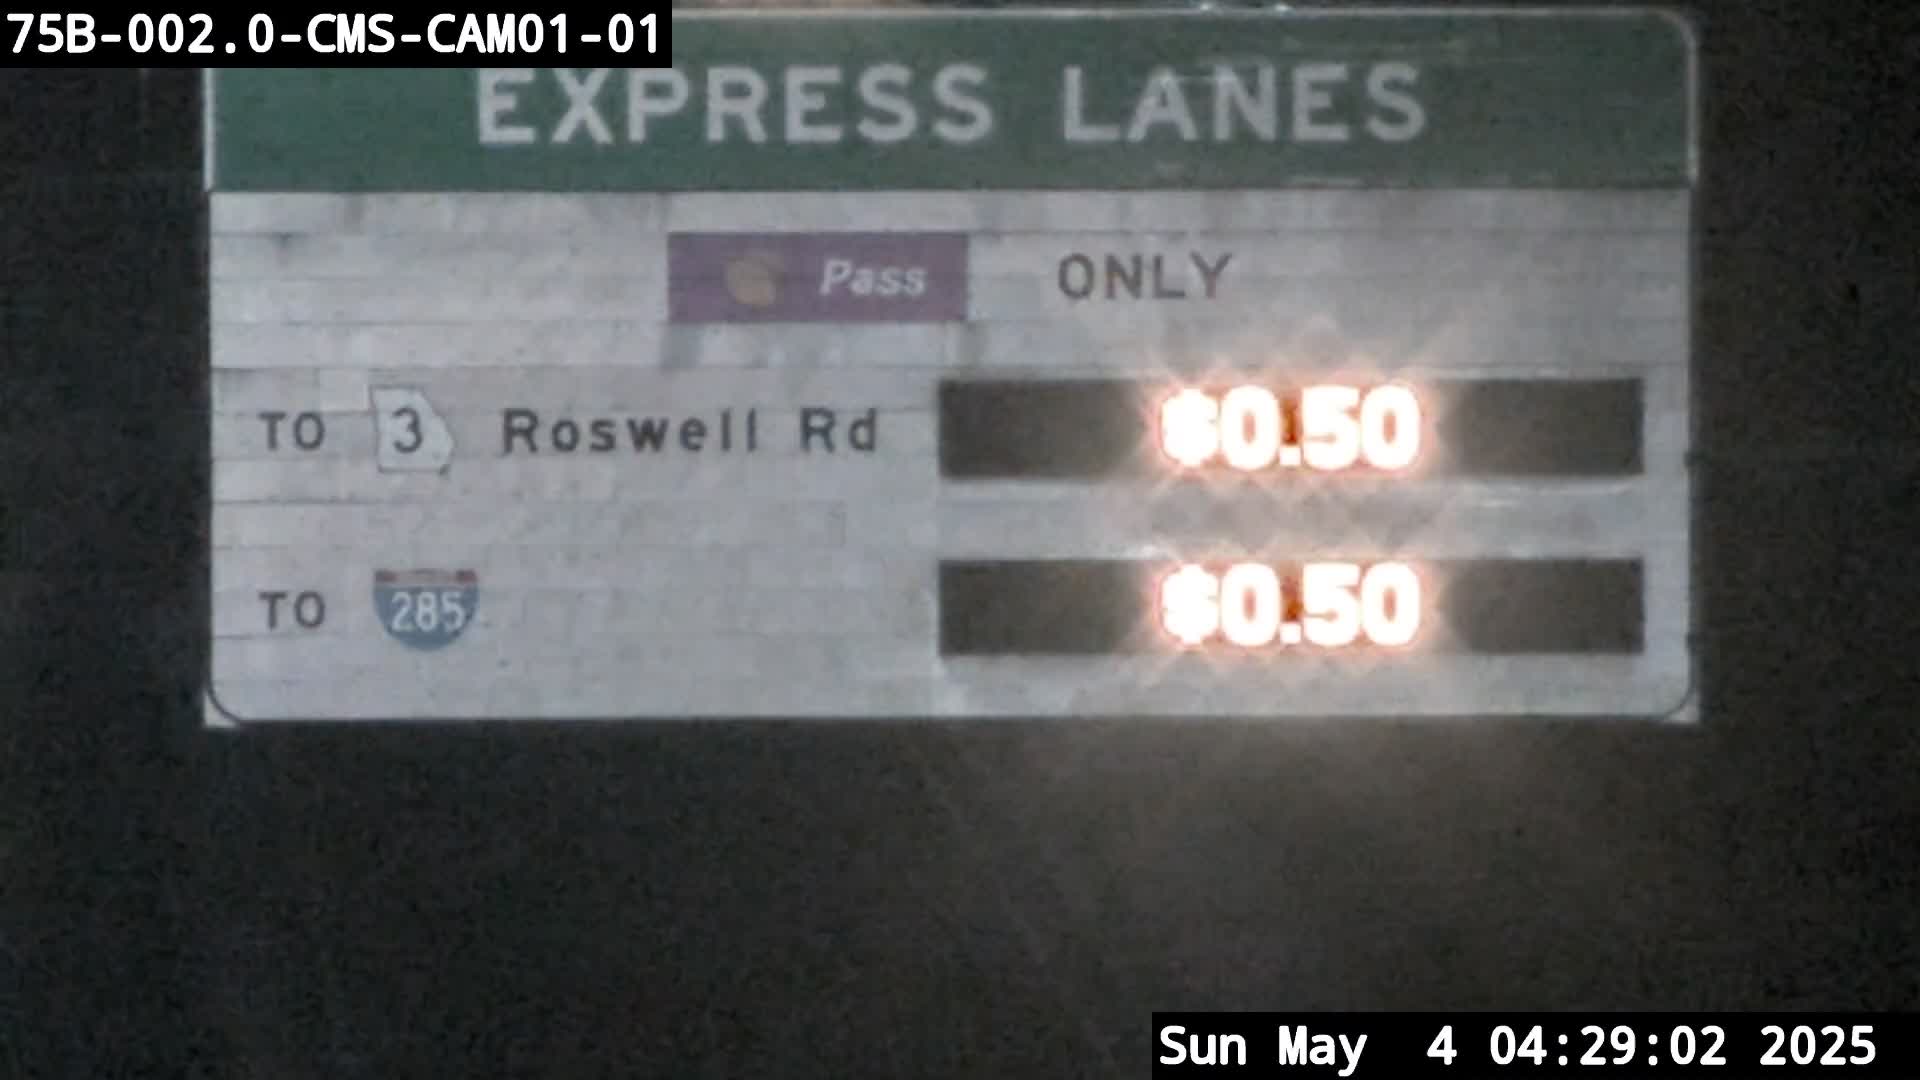 75B-002.0-CMS-CAM01-01
EXPRESS LANES
Pass ONLY
TO 3 Roswell Rd $0.50
TO 285 $0.50
Sun May 4 04:29:02 2025